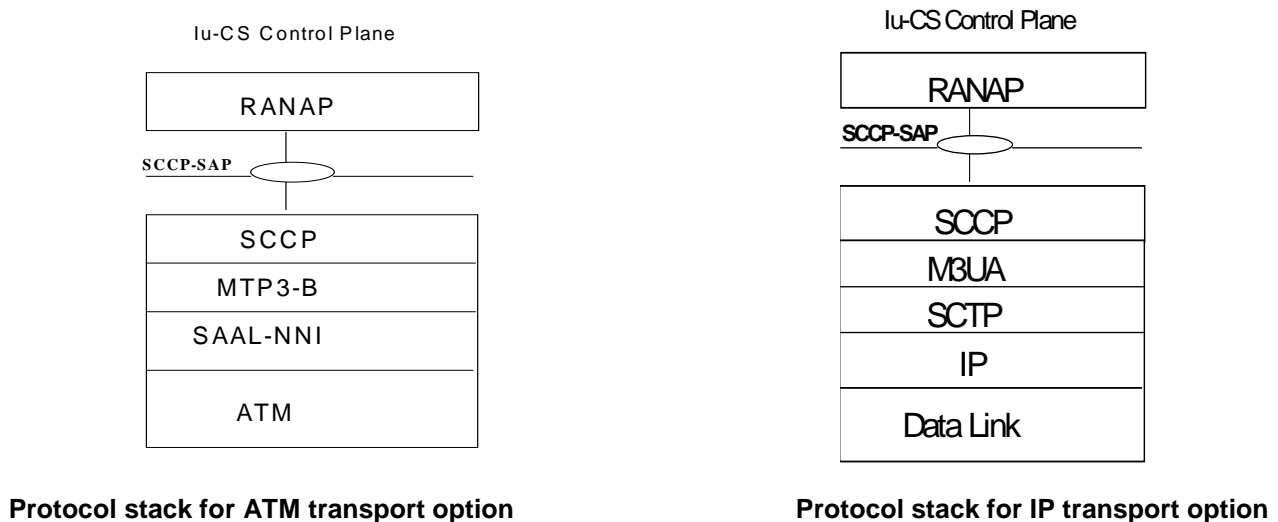 Iu-CS Control Plane
RANAP
SCCP-SAP
SCCP
MTP3-B
SAAL-NNI
ATM
Protocol stack for ATM transport option
Iu-CS Control Plane
RANAP
SCCP-SAP
SCCP
M3UA
SCTP
IP
Data Link
Protocol stack for IP transport option